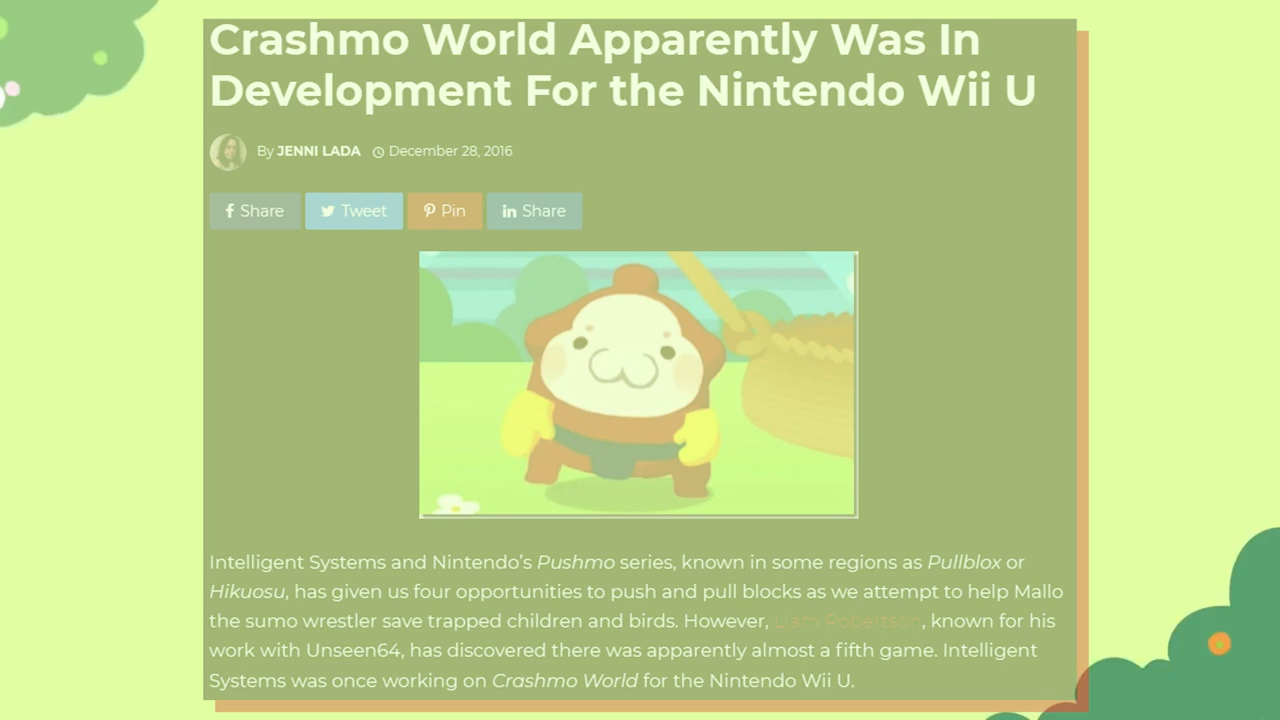 Crashmo World Apparently Was In
Development For the Nintendo Wii U
By JENNI LADA December 28, 2016
Share Tweet Pin Share
Intelligent Systems and Nintendo's Pushmo series, known in some regions as Pullblox or
Hikuosu, has given us four opportunities to push and pull blocks as we attempt to help Mallo
the sumo wrestler save trapped children and birds. However, Liam Robertson, known for his
work with Unseen64, has discovered there was apparently almost a fifth game. Intelligent
Systems was once working on Crashmo World for the Nintendo Wii U.